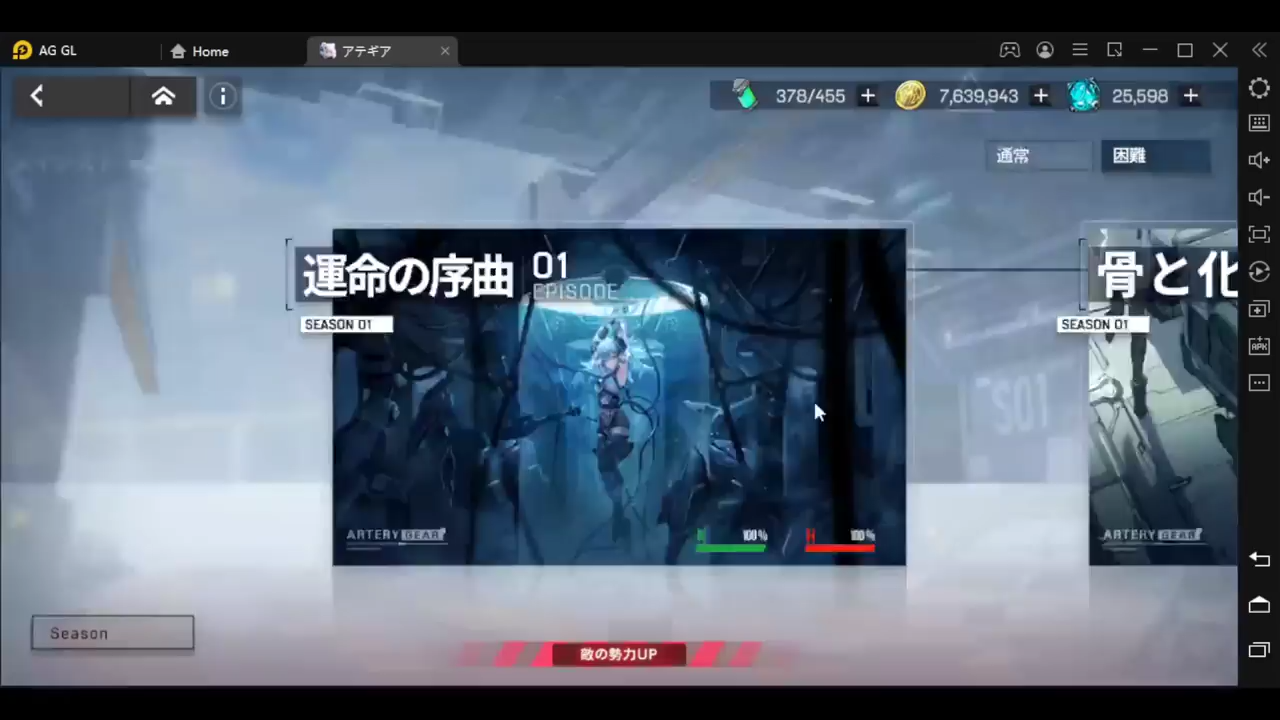 AG GL
Home
アテギア
378/455
7,639,943
25,598
通常
困難
運命の序曲
01
EPISODE
SEASON 01
骨と化
SEASON 01
S01
ARTERY GEAR
N 100%
H 100%
ARTERY GEAR
Season
敵の勢力UP
APK